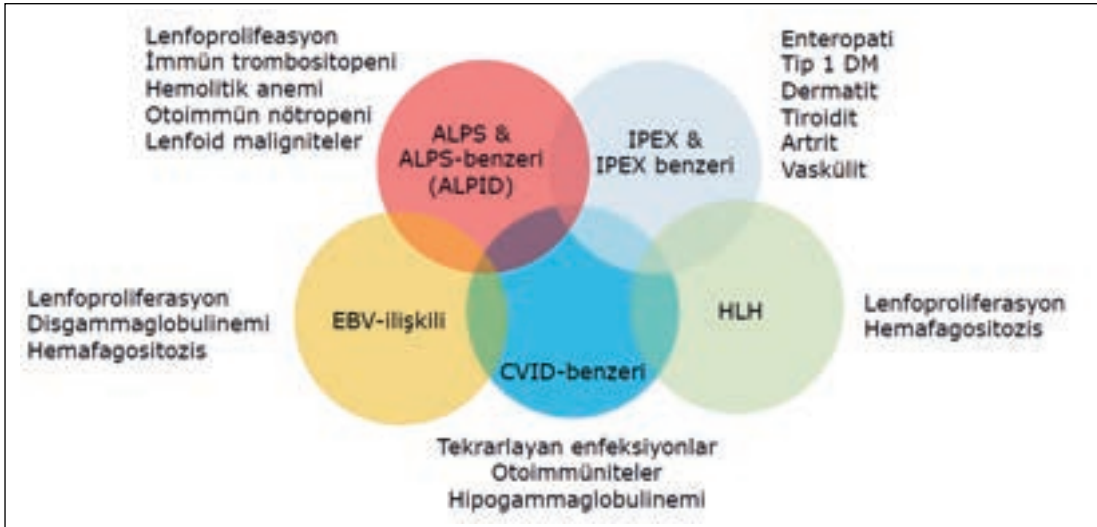 Lenfoprolifeasyon
İmmün trombositopeni
Hemolitik anemi
Otoimmün nötropeni
Lenfoid maligniteler
ALPS &
ALPS-benzeri
(ALPID)
IPEX &
IPEX benzeri
Enteropati
Tip 1 DM
Dermatit
Tiroidit
Artrit
Vaskülit
Lenfoproliferasyon
Disgammaglobulinemi
Hemafagositozis
EBV-ilişkili
CVID-benzeri
HLH
Lenfoproliferasyon
Hemafagositozis
Tekrarlayan enfeksiyonlar
Otoimmüniteler
Hipogammaglobulinemi